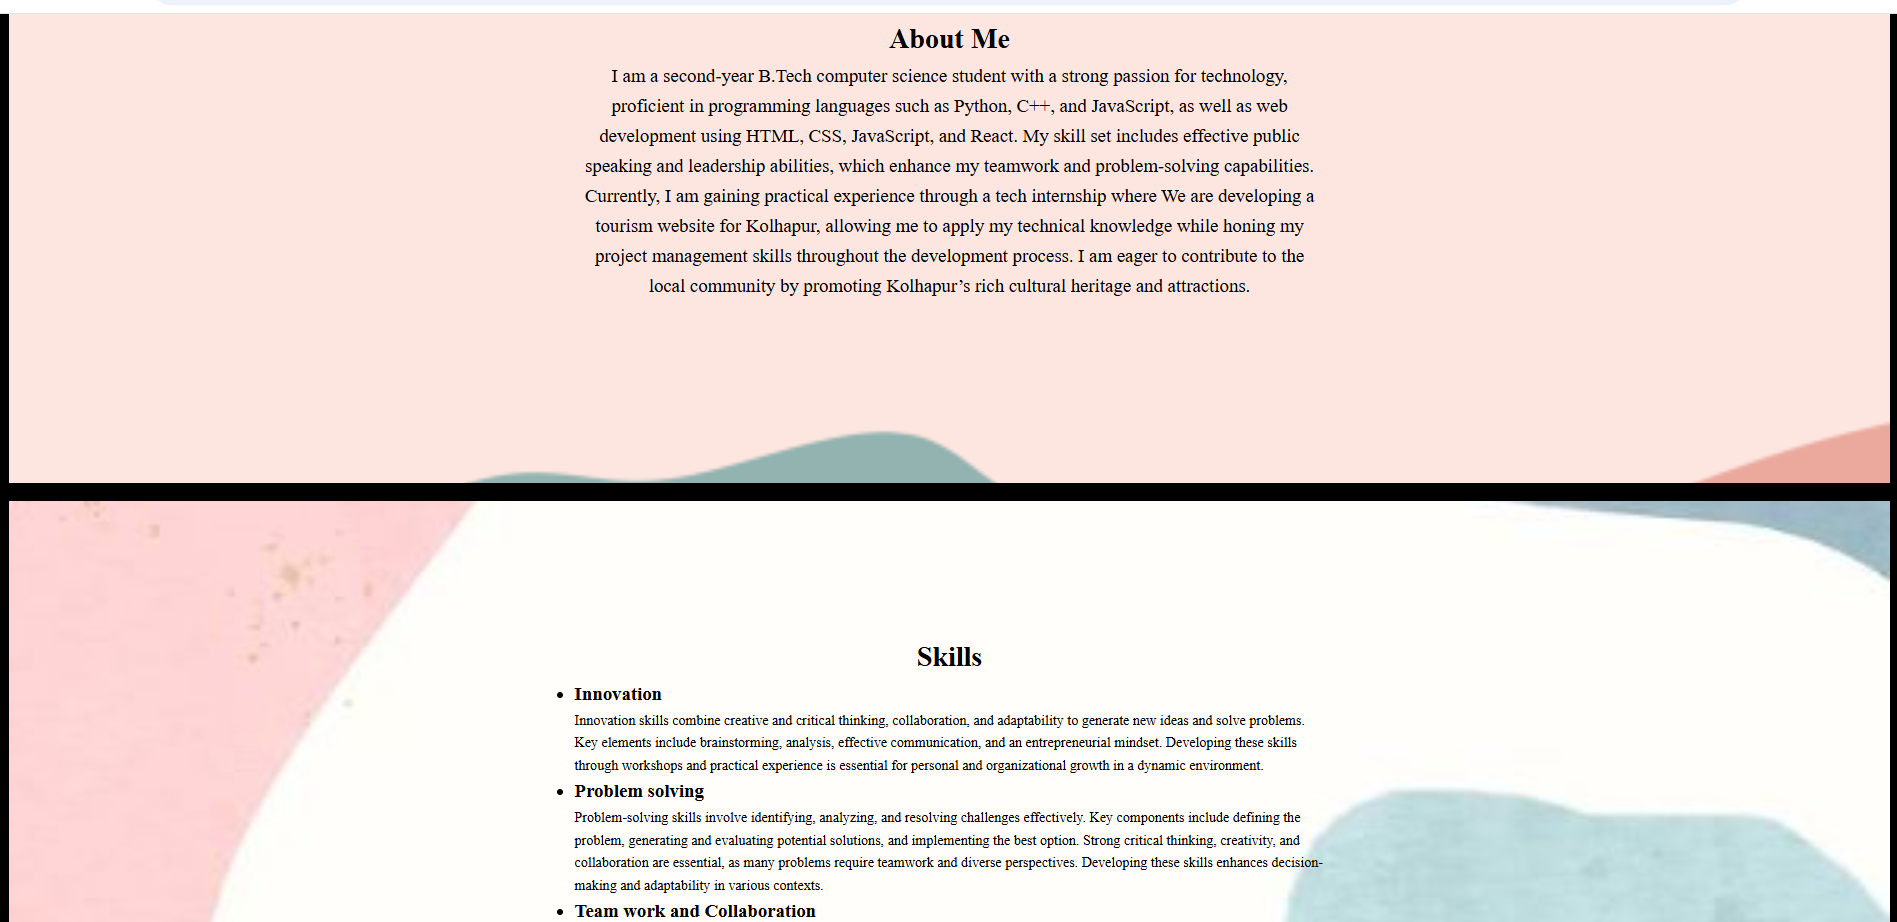 About Me
I am a second-year B.Tech computer science student with a strong passion for technology,
proficient in programming languages such as Python, C++, and JavaScript, as well as web
development using HTML, CSS, JavaScript, and React. My skill set includes effective public
speaking and leadership abilities, which enhance my teamwork and problem-solving capabilities.
Currently, I am gaining practical experience through a tech internship where We are developing a
tourism website for Kolhapur, allowing me to apply my technical knowledge while honing my
project management skills throughout the development process. I am eager to contribute to the
local community by promoting Kolhapur’s rich cultural heritage and attractions.
Skills
• Innovation
Innovation skills combine creative and critical thinking, collaboration, and adaptability to generate new ideas and solve problems.
Key elements include brainstorming, analysis, effective communication, and an entrepreneurial mindset. Developing these skills
through workshops and practical experience is essential for personal and organizational growth in a dynamic environment.
• Problem solving
Problem-solving skills involve identifying, analyzing, and resolving challenges effectively. Key components include defining the
problem, generating and evaluating potential solutions, and implementing the best option. Strong critical thinking, creativity, and
collaboration are essential, as many problems require teamwork and diverse perspectives. Developing these skills enhances decision-
making and adaptability in various contexts.
• Team work and Collaboration